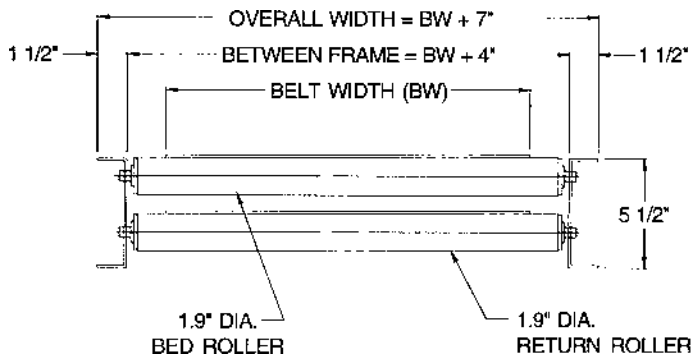 OVERALL WIDTH = BW + 7"
1 1/2" BETWEEN FRAME = BW + 4" 1 1/2"
BELT WIDTH (BW)
5 1/2"
1.9" DIA. 1.9" DIA.
BED ROLLER RETURN ROLLER